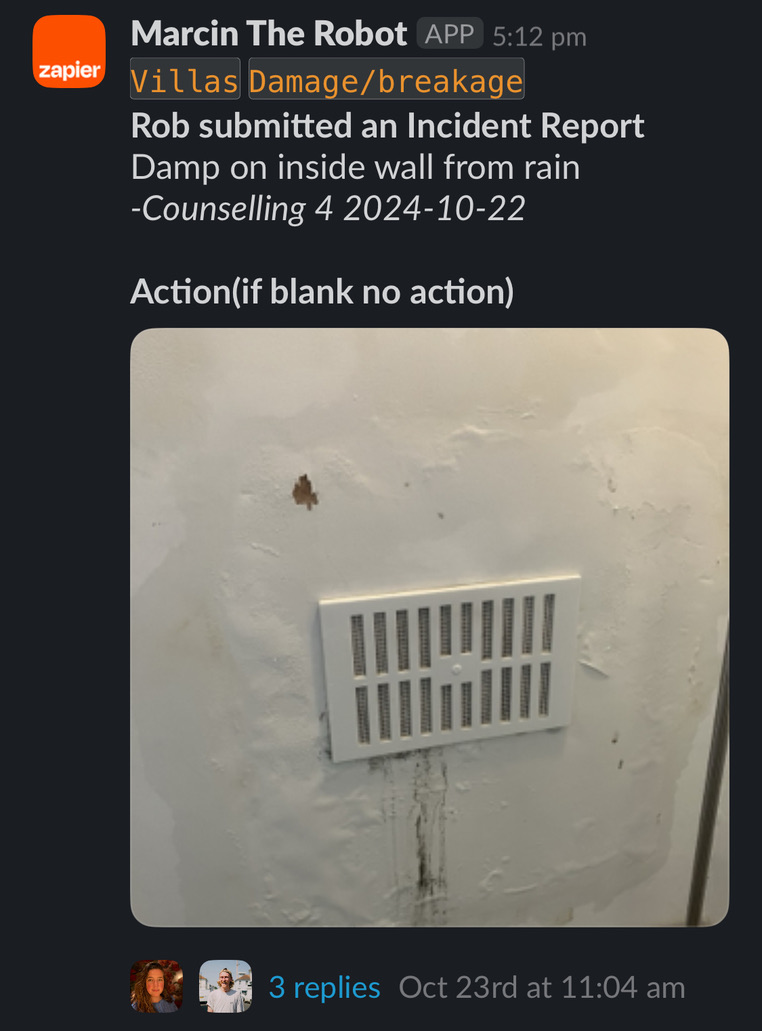 zapier
Marcin The Robot APP 5:12 pm
Villas Damage/breakage
Rob submitted an Incident Report
Damp on inside wall from rain
-Counselling 4 2024-10-22
Action(if blank no action)
3 replies Oct 23rd at 11:04 am